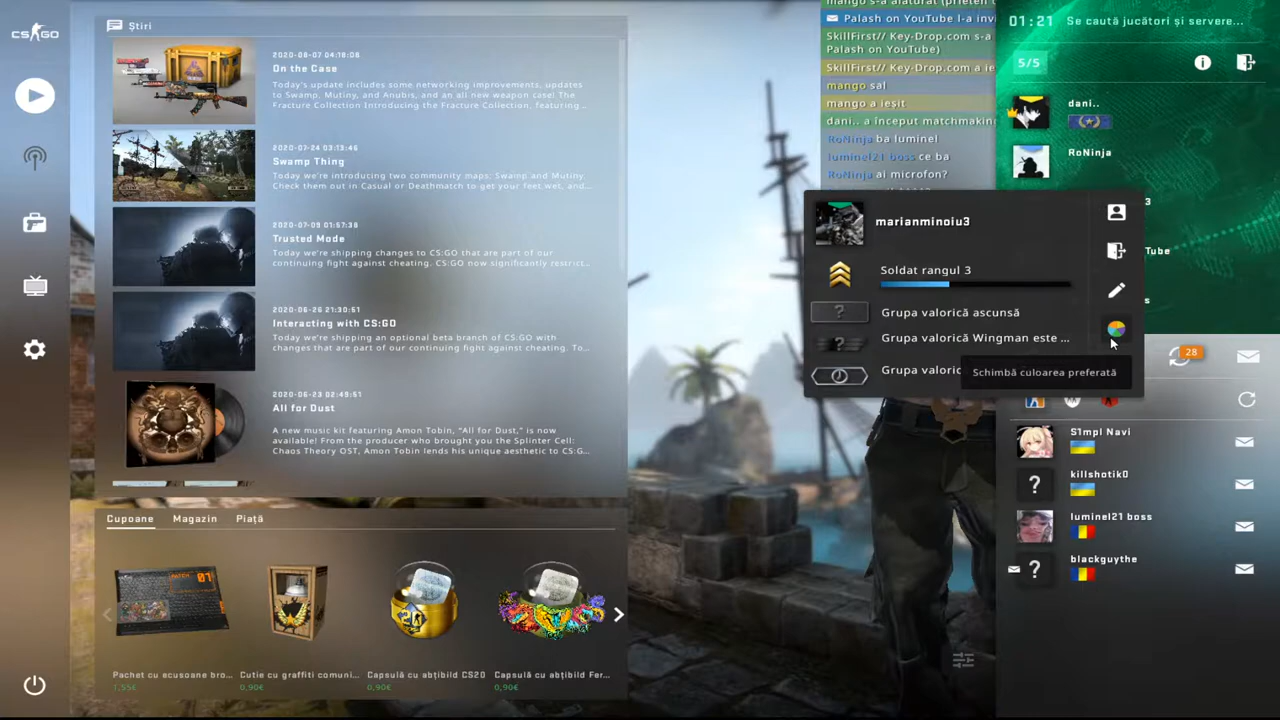 CS:GO
Știri
2020-08-07 04:18:08
On the Case
Today's update includes some networking improvements, updates
to Swamp, Mutiny, and Anubis, and an all new weapon case! The
Fracture Collection Introducing the Fracture Collection, featuring ...
2020-07-24 03:13:46
Swamp Thing
Today we're introducing two community maps: Swamp and Mutiny.
Check them out in Casual or Deathmatch to get your feet wet, and...
2020-07-09 01:57:38
Trusted Mode
Today we're shipping changes to CS:GO that are part of our
continuing fight against cheating. CS:GO now significantly restrict...
2020-06-26 21:30:51
Interacting with CS:GO
Today we're shipping an optional beta branch of CS:GO with
changes that are part of our continuing fight against cheating. To...
2020-06-23 02:49:51
All for Dust
A new music kit featuring Amon Tobin, "All for Dust," is now
available! From the producer who brought you the Splinter Cell:
Chaos Theory OST, Amon Tobin lends his unique aesthetic to CS:G...
Cupoane
Magazin
Piață
Pachet cu ecusoane bro...
1,55€
Cutie cu graffiti comuni...
0,90€
Capsulă cu abțibild CS20
0,90€
Capsulă cu abțibild Fer...
0,90€
mango s-a alăturat (prieten
Palash on YouTube l-a inv
SkillFirst// Key-Drop.com s-a
Palash on YouTube)
SkillFirst// Key-Drop.com a ie
mango sal
mango a ieșit
dani.. a început matchmaking
RoNinja ba luminel
luminel21 boss ce ba
RoNinja ai microfon?
01:21
Se caută jucători și servere...
5/5
dani..
RoNinja
3
Tube
s
marianminoiu3
Soldat rangul 3
Grupa valorică ascunsă
Grupa valorică Wingman este ...
Grupa valoric
Schimbă culoarea preferată
28
S1mpl Navi
killshotik0
luminel21 boss
blackguythe